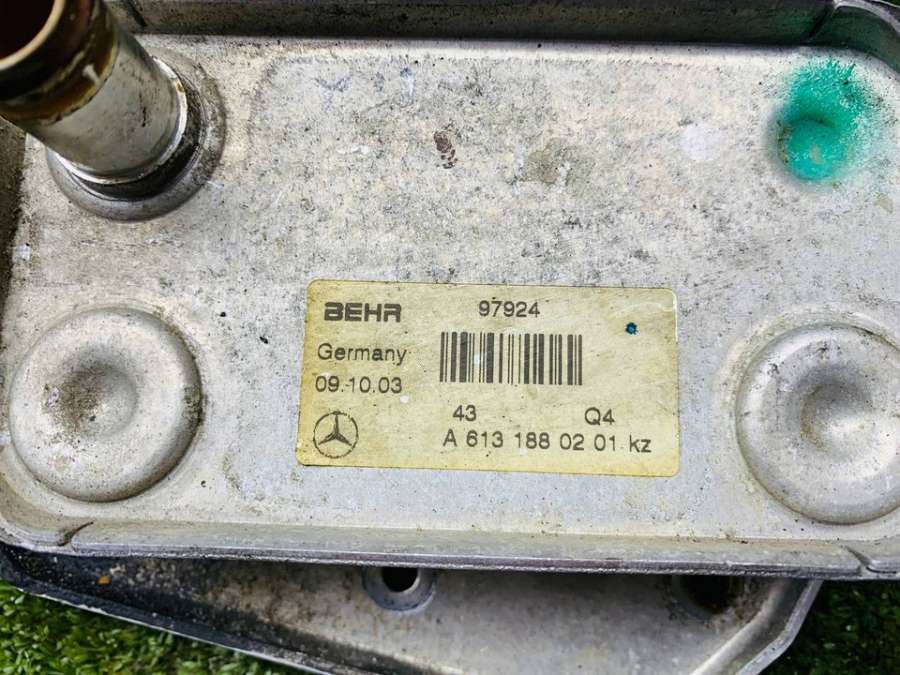 BEHR 97924
Germany
09.10.03
43 Q4
A 613 188 02 01 kz